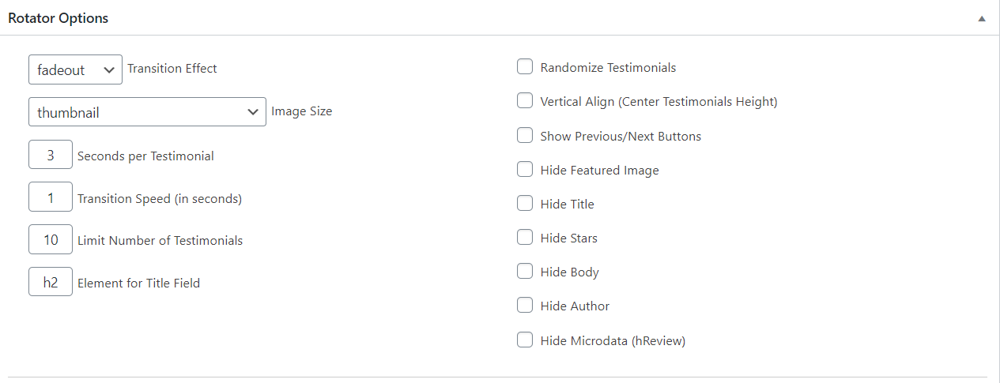 Rotator Options
fadeout Transition Effect
thumbnail Image Size
3 Seconds per Testimonial
1 Transition Speed (in seconds)
10 Limit Number of Testimonials
h2 Element for Title Field
Randomize Testimonials
Vertical Align (Center Testimonials Height)
Show Previous/Next Buttons
Hide Featured Image
Hide Title
Hide Stars
Hide Body
Hide Author
Hide Microdata (hReview)